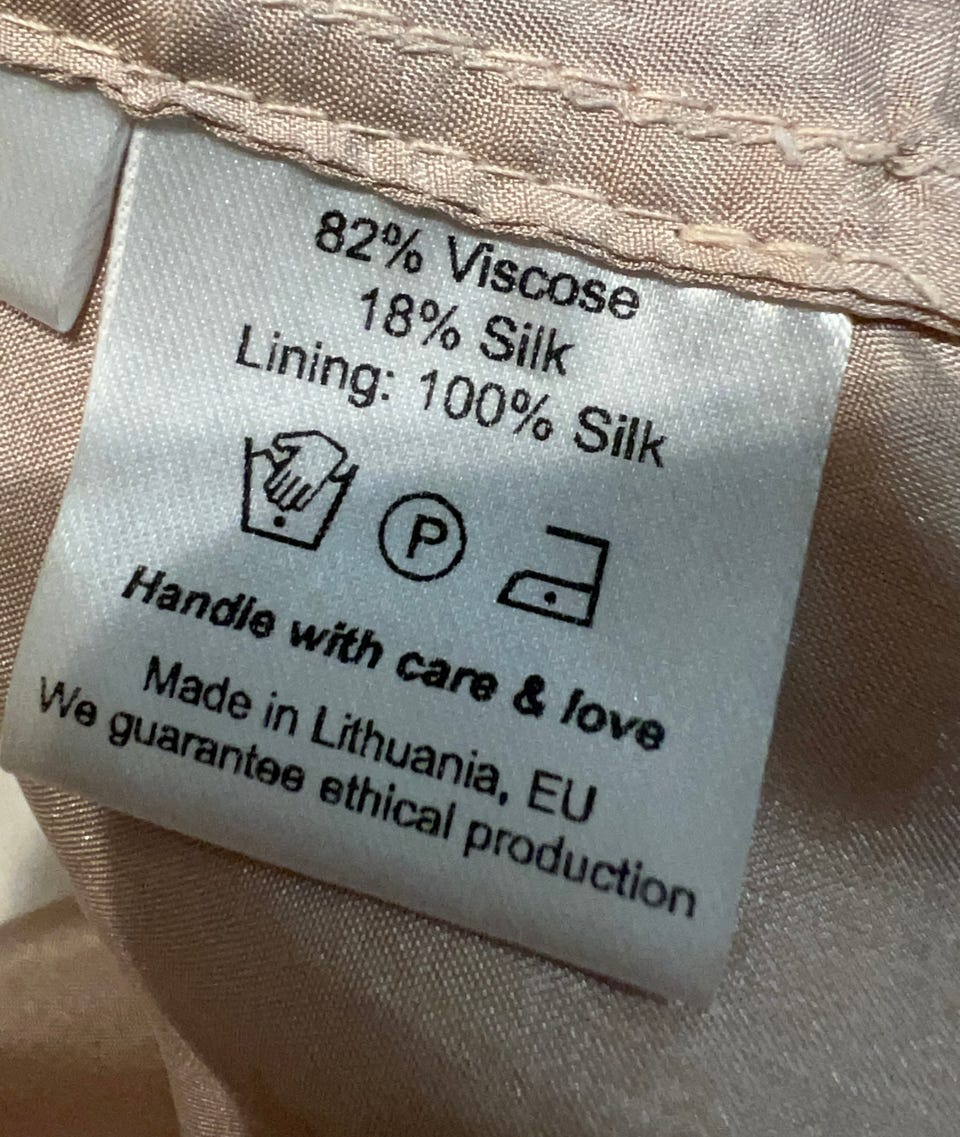 82% Viscose
18% Silk
Lining: 100% Silk
P
Handle with care & love
Made in Lithuania, EU
We guarantee ethical production